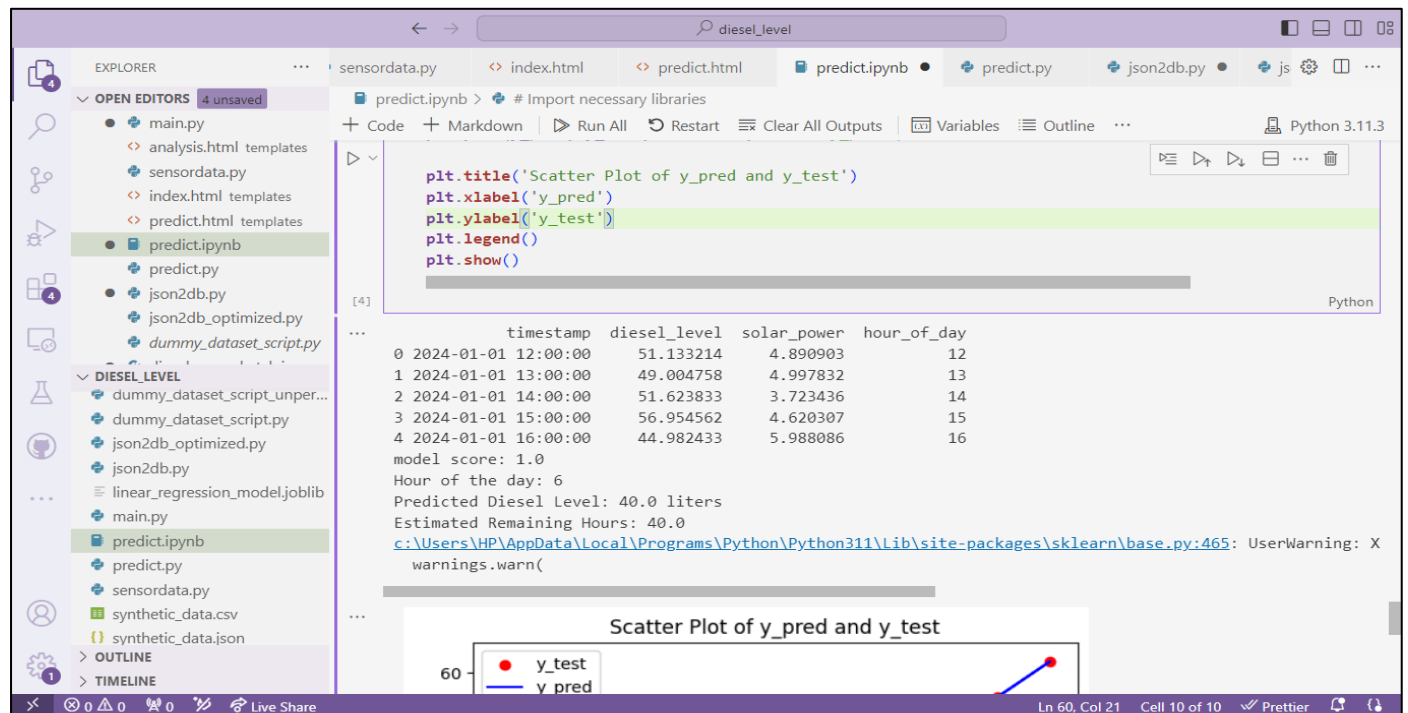 diesel_level
EXPLORER
sensordata.py index.html predict.html predict.ipynb predict.py json2db.py js
OPEN EDITORS 4 unsaved
main.py
analysis.html templates
sensordata.py
index.html templates
predict.html templates
predict.ipynb
predict.py
json2db.py
json2db_optimized.py
dummy_dataset_script.py
DIESEL_LEVEL
dummy_dataset_script_unper...
dummy_dataset_script.py
json2db_optimized.py
json2db.py
linear_regression_model.joblib
main.py
predict.ipynb
predict.py
sensordata.py
synthetic_data.csv
{} synthetic_data.json
OUTLINE
TIMELINE
4
4
1
predict.ipynb > # Import necessary libraries
+ Code + Markdown Run All Restart Clear All Outputs Variables Outline ... Python 3.11.3
plt.title('Scatter Plot of y_pred and y_test')
plt.xlabel('y_pred')
plt.ylabel('y_test')
plt.legend()
plt.show()
[4] Python
timestamp diesel_level solar_power hour_of_day
0 2024-01-01 12:00:00 51.133214 4.890903 12
1 2024-01-01 13:00:00 49.004758 4.997832 13
2 2024-01-01 14:00:00 51.623833 3.723436 14
3 2024-01-01 15:00:00 56.954562 4.620307 15
4 2024-01-01 16:00:00 44.982433 5.988086 16
model score: 1.0
Hour of the day: 6
Predicted Diesel Level: 40.0 liters
Estimated Remaining Hours: 40.0
c:\Users\HP\AppData\Local\Programs\Python\Python311\Lib\site-packages\sklearn\base.py:465: UserWarning: X
warnings.warn(
Scatter Plot of y_pred and y_test
60
y_test
y_pred
0 0 0 Live Share Ln 60, Col 21 Cell 10 of 10 Prettier